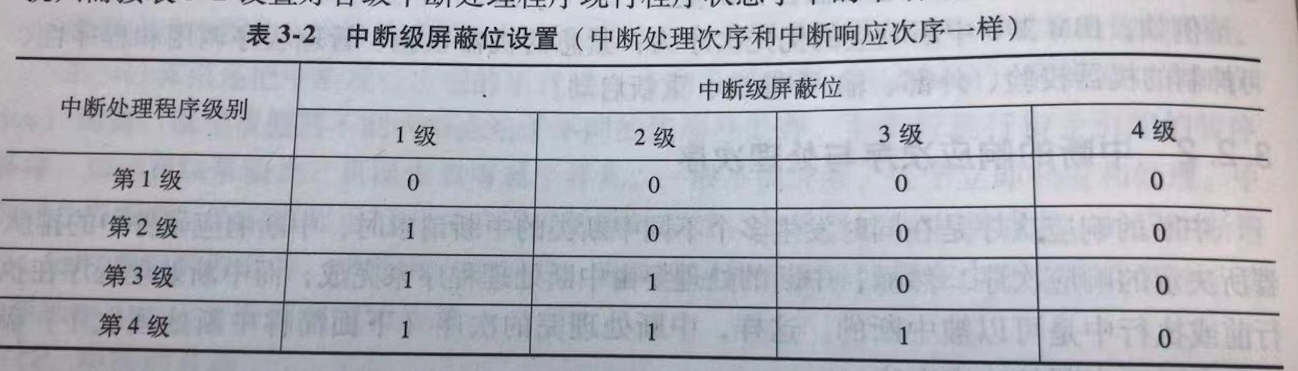 表 3-2 中断级屏蔽位设置（中断处理次序和中断响应次序一样）
中断处理程序级别 中断级屏蔽位
1 级 2 级 3 级 4 级
第 1 级 0 0 0 0
第 2 级 1 0 0 0
第 3 级 1 1 0 0
第 4 级 1 1 1 0